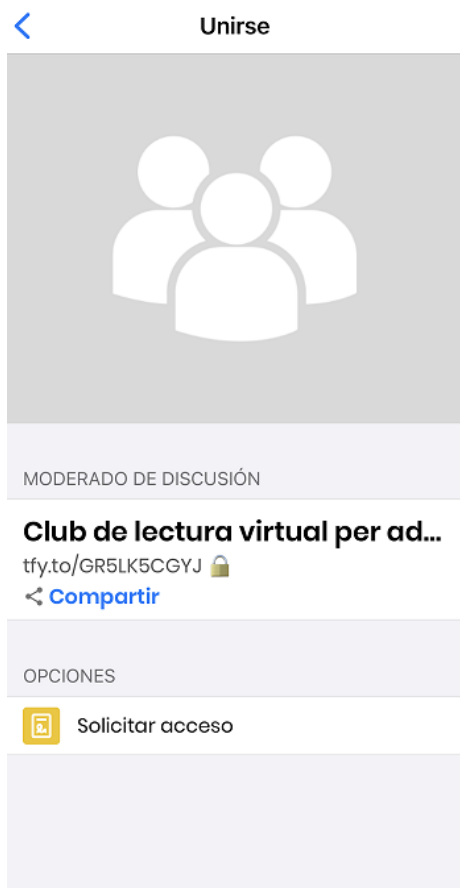 Unirse
MODERADO DE DISCUSIÓN
Club de lectura virtual per ad...
tfy.to/GR5LK5CGYJ
Compartir
OPCIONES
Solicitar acceso